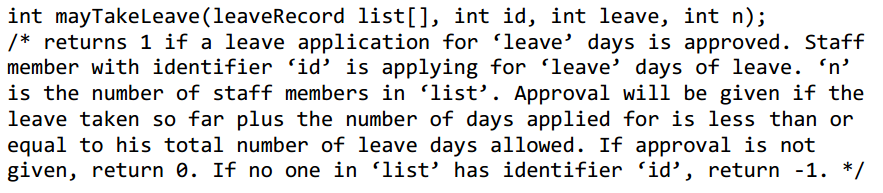 int mayTakeLeave(leaveRecord list[], int id, int leave, int n);
/* returns 1 if a leave application for ‘leave’ days is approved. Staff
member with identifier ‘id’ is applying for ‘leave’ days of leave. ‘n’
is the number of staff members in ‘list’. Approval will be given if the
leave taken so far plus the number of days applied for is less than or
equal to his total number of leave days allowed. If approval is not
given, return 0. If no one in ‘list’ has identifier ‘id’, return -1. */